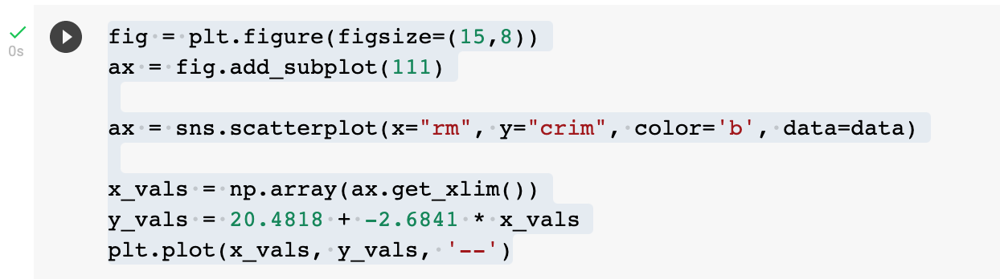 0s
fig = plt.figure(figsize=(15,8))
ax = fig.add_subplot(111)
ax = sns.scatterplot(x="rm", y="crim", color='b', data=data)
x_vals = np.array(ax.get_xlim())
y_vals = 20.4818 + -2.6841 * x_vals
plt.plot(x_vals, y_vals, '--')